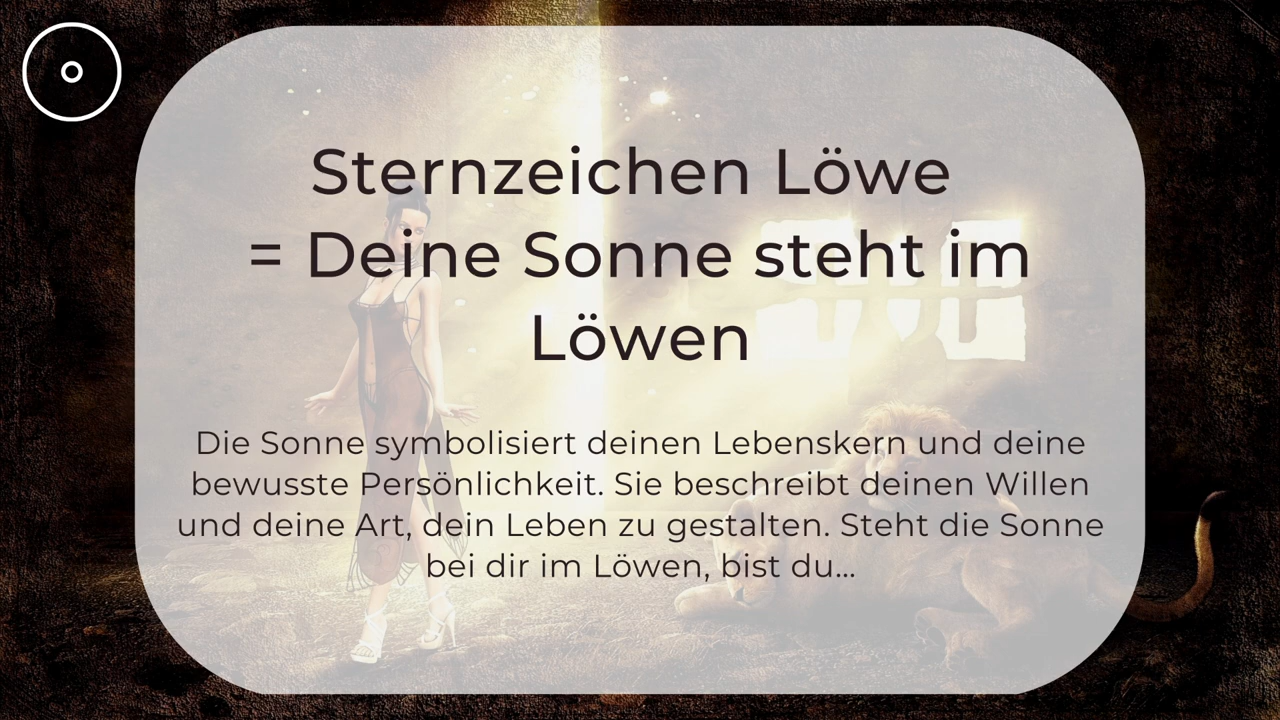 Sternzeichen Löwe
= Deine Sonne steht im
Löwen
Die Sonne symbolisiert deinen Lebenskern und deine
bewusste Persönlichkeit. Sie beschreibt deinen Willen
und deine Art, dein Leben zu gestalten. Steht die Sonne
bei dir im Löwen, bist du...